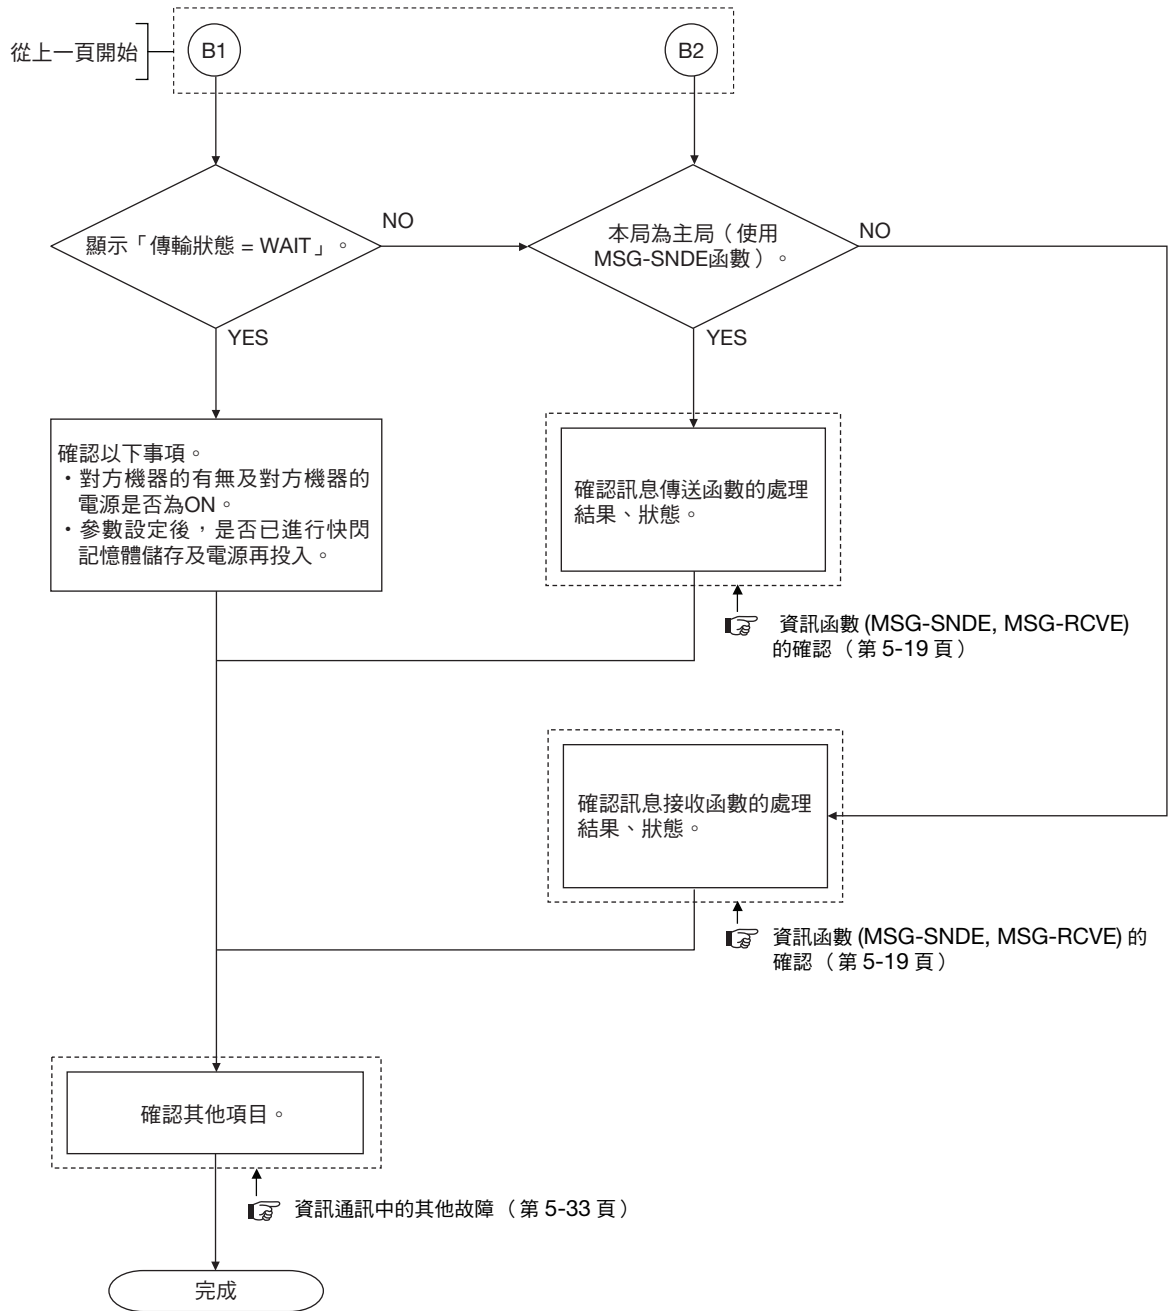 從上一頁開始
B1
B2
顯示「傳輸狀態 = WAIT」。
NO
YES
本局為主局（使用
MSG-SNDE函數）。
NO
YES
確認以下事項。
・對方機器的有無及對方機器的
電源是否為ON。
・參數設定後，是否已進行快閃
記憶體儲存及電源再投入。
確認訊息傳送函數的處理
結果、狀態。
資訊函數 (MSG-SNDE, MSG-RCVE)
的確認（第 5-19 頁）
確認訊息接收函數的處理
結果、狀態。
資訊函數 (MSG-SNDE, MSG-RCVE) 的
確認（第 5-19 頁）
確認其他項目。
資訊通訊中的其他故障（第 5-33 頁）
完成